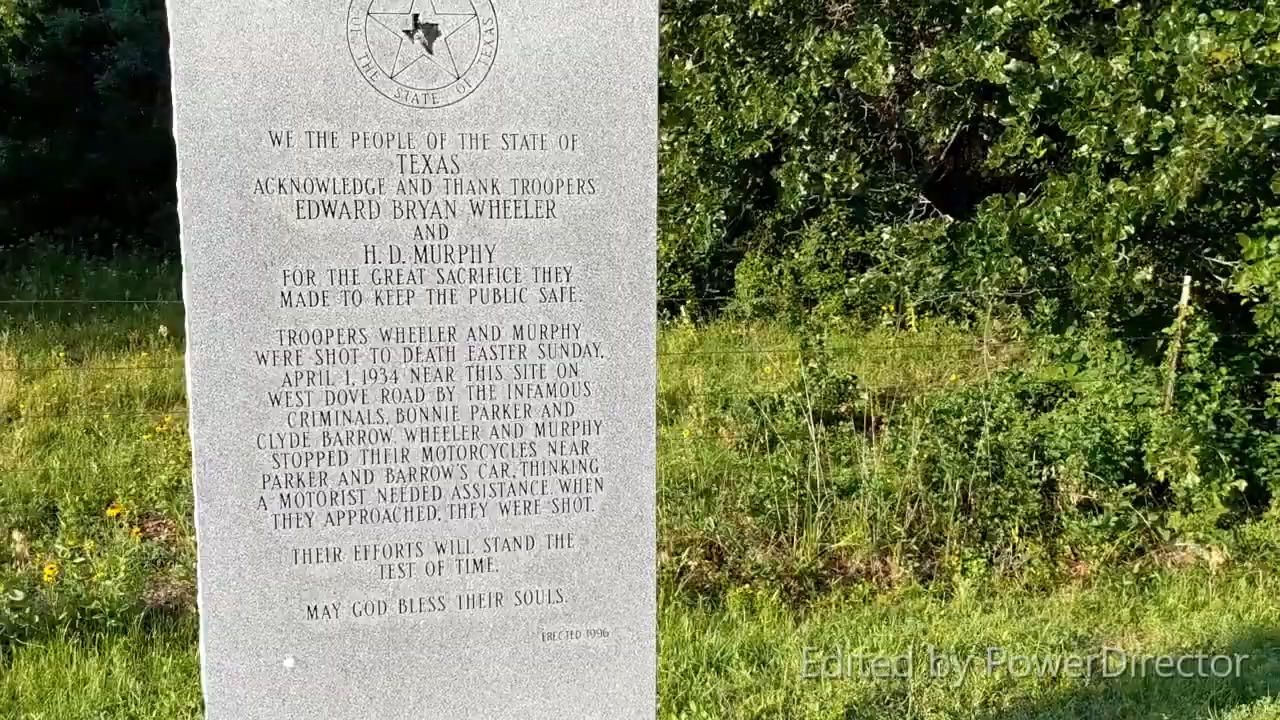 THE STATE OF TEXAS
WE THE PEOPLE OF THE STATE OF
TEXAS
ACKNOWLEDGE AND THANK TROOPERS
EDWARD BRYAN WHEELER
AND
H. D. MURPHY
FOR THE GREAT SACRIFICE THEY
MADE TO KEEP THE PUBLIC SAFE.
TROOPERS WHEELER AND MURPHY
WERE SHOT TO DEATH EASTER SUNDAY,
APRIL 1, 1934 NEAR THIS SITE ON
WEST DOVE ROAD BY THE INFAMOUS
CRIMINALS, BONNIE PARKER AND
CLYDE BARROW. WHEELER AND MURPHY
STOPPED THEIR MOTORCYCLES NEAR
PARKER AND BARROW'S CAR, THINKING
A MOTORIST NEEDED ASSISTANCE. WHEN
THEY APPROACHED, THEY WERE SHOT.
THEIR EFFORTS WILL STAND THE
TEST OF TIME.
MAY GOD BLESS THEIR SOULS.
ERECTED 1996
Edited by PowerDirector